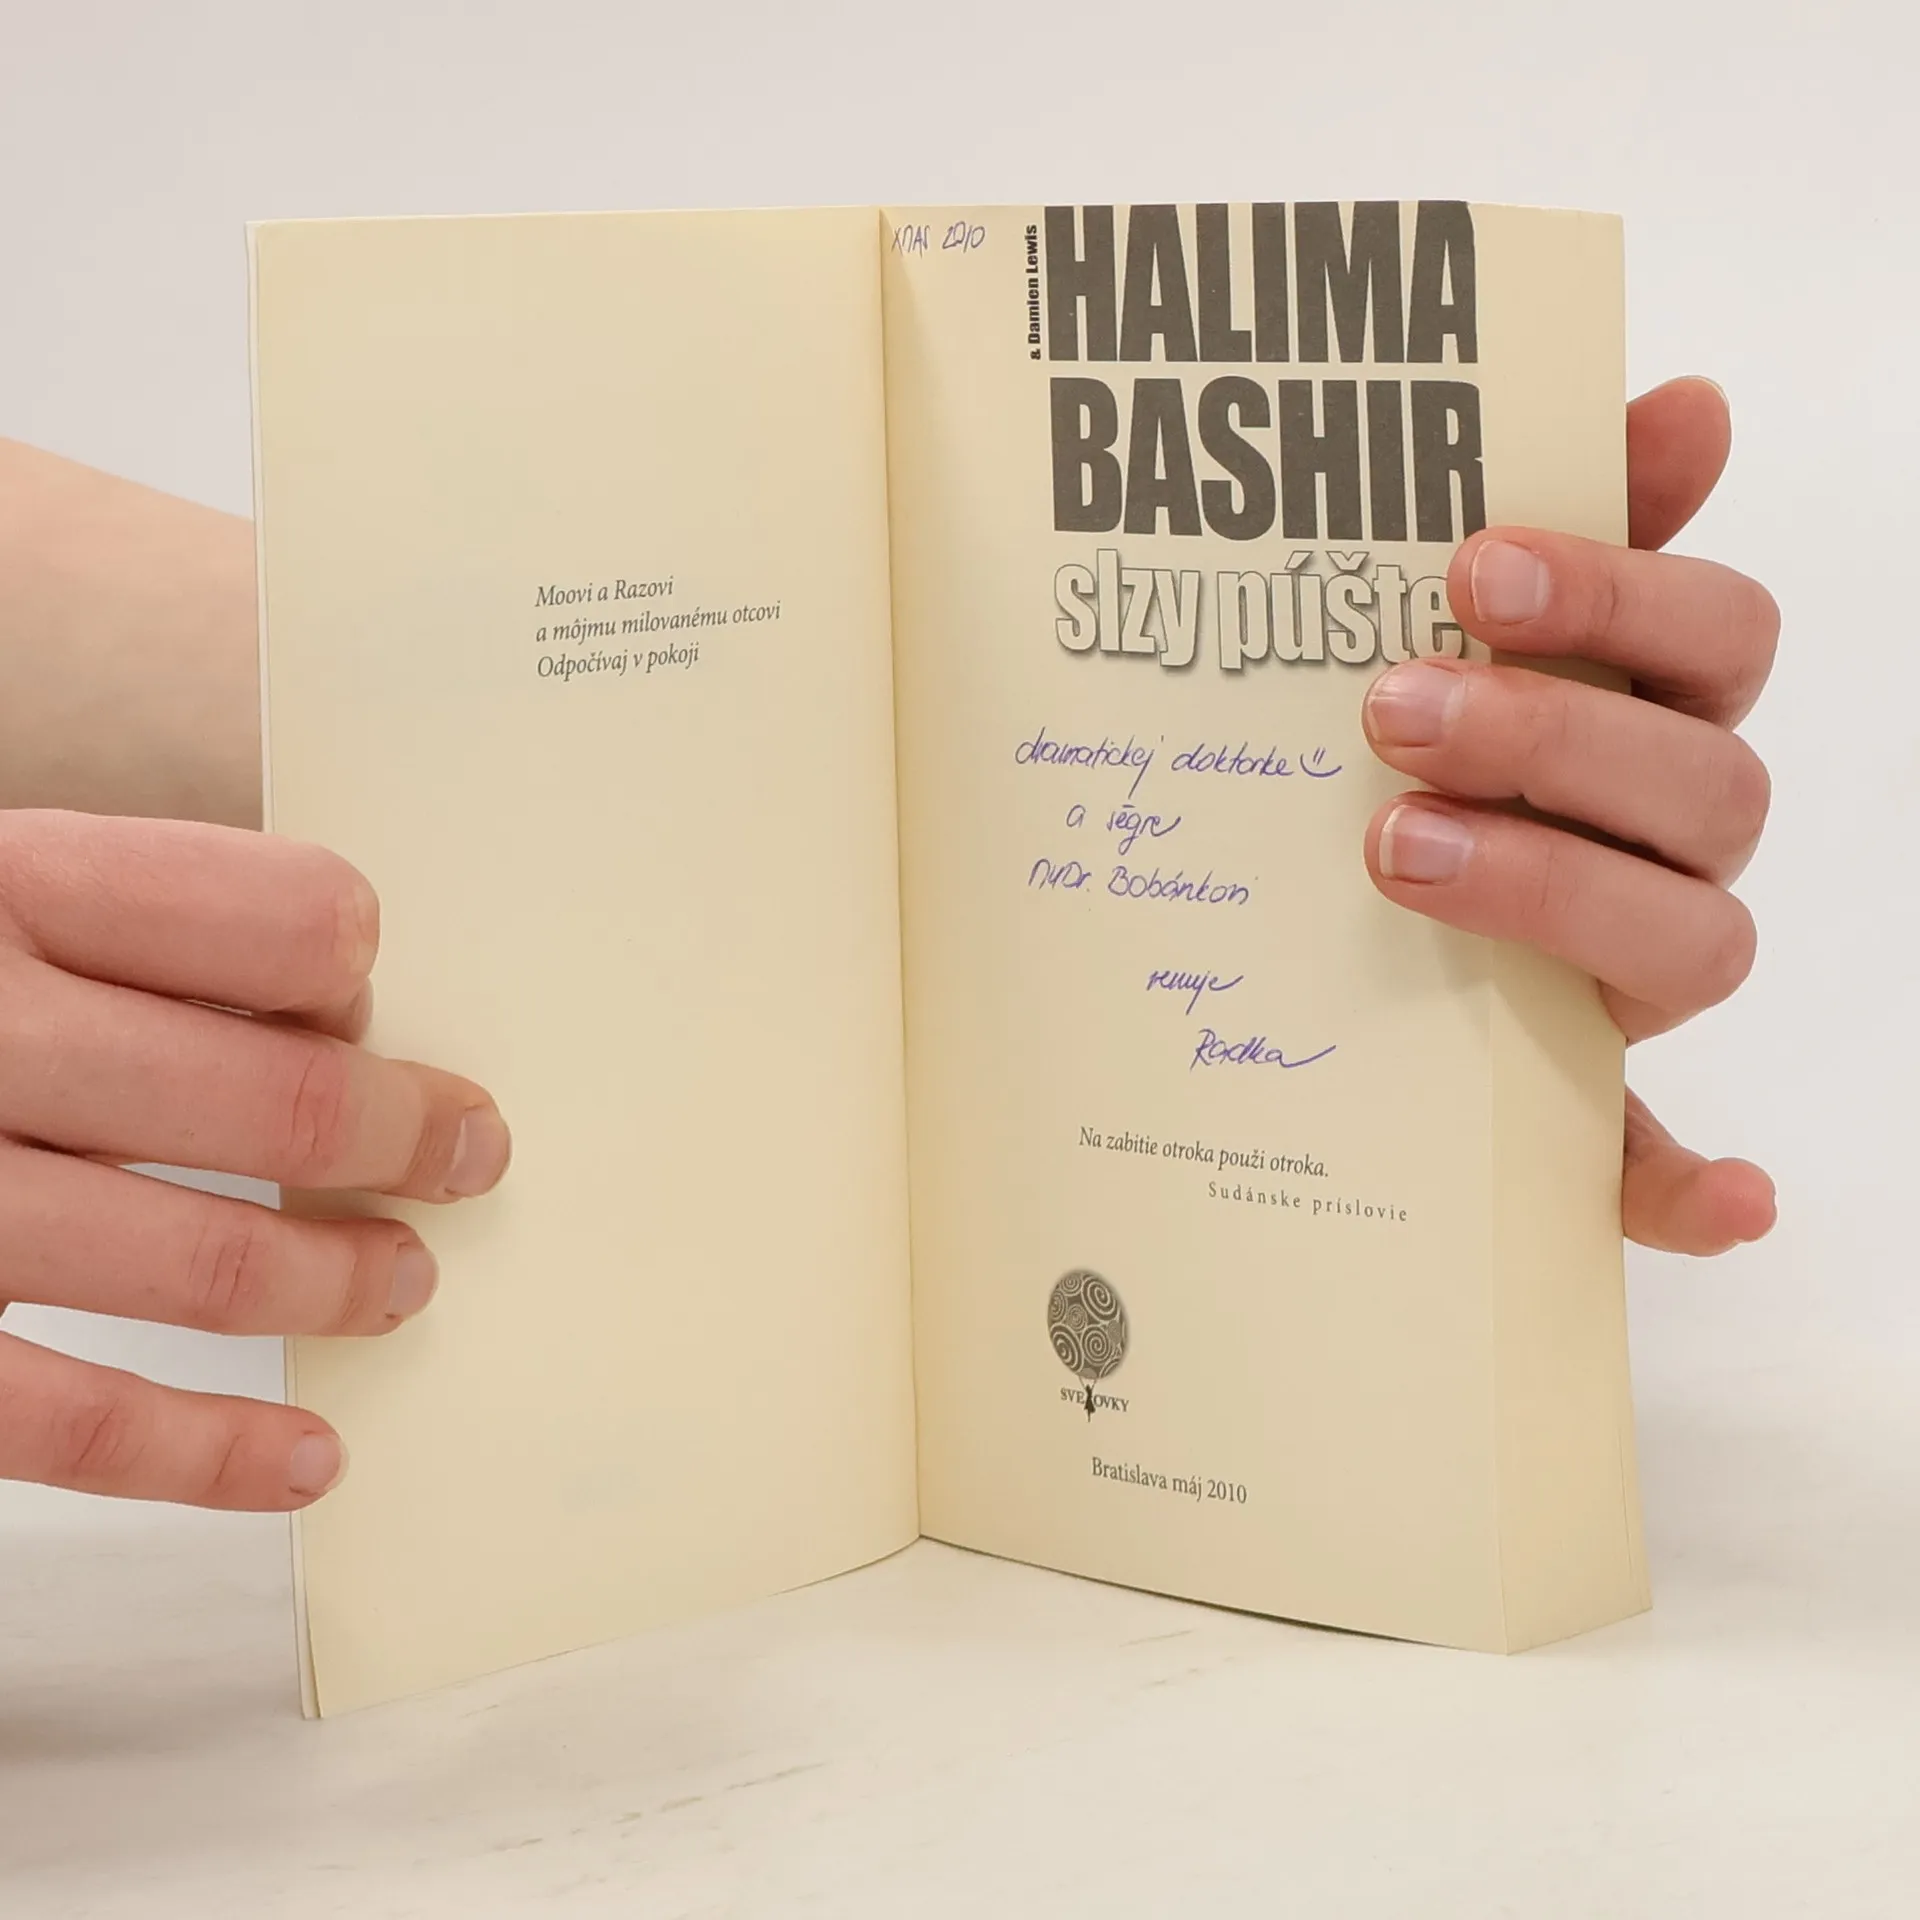 Moovi a Razovi
a môjmu milovanému otcovi
Odpočívaj v pokoji
XMAS 2010
& Damien Lewis
HALIMA
BASHIR
slzy púšte
dramatickej doktorke
a ségre
MUDr. Bobánkovi
venuje
Radka
Na zabitie otroka použi otroka.
Sudánske príslovie
SVETOVKY
Bratislava máj 2010